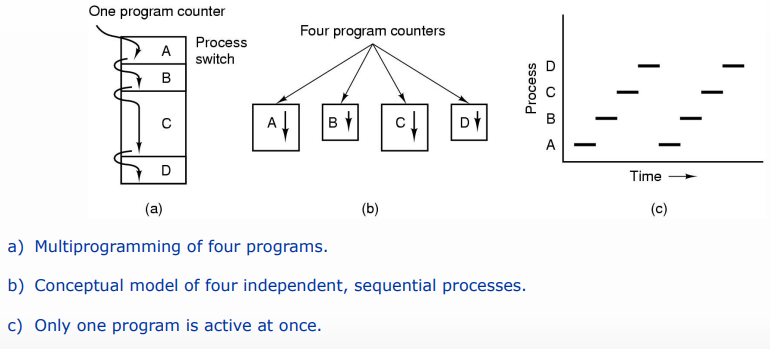 One program counter
Process
switch
A
B
C
D
(a)
Four program counters
A
B
C
D
(b)
Process
D
C
B
A
Time
(c)
a) Multiprogramming of four programs.
b) Conceptual model of four independent, sequential processes.
c) Only one program is active at once.